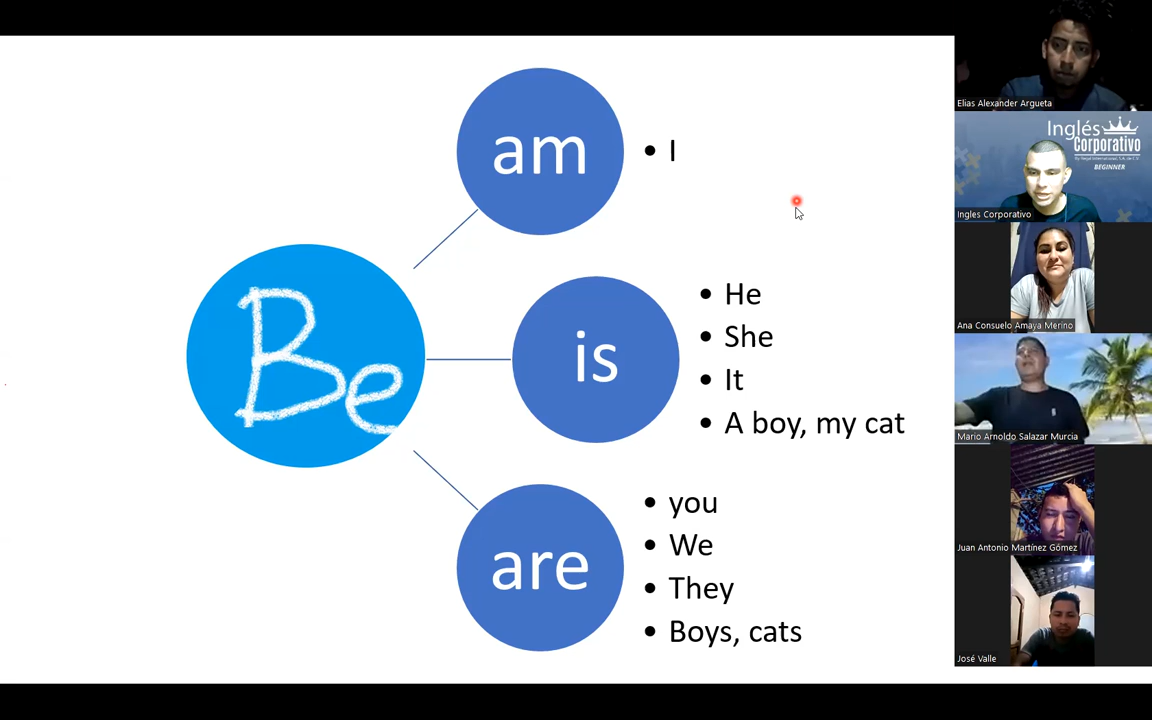 am
• I
Be
is
• He
• She
• It
• A boy, my cat
are
• you
• We
• They
• Boys, cats
Elias Alexander Argueta
Inglés
Corporativo
BEGINNER
Ingles Corporativo
Ana Consuelo Amaya Merino
Mario Arnoldo Salazar Murcia
Juan Antonio Martínez Gómez
José Valle